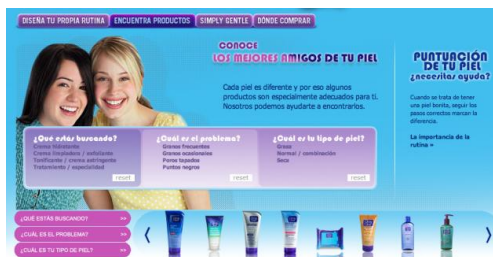 DISEÑA TU PROPIA RUTINA
ENCUENTRA PRODUCTOS
SIMPLY GENTLE
DÓNDE COMPRAR
CONOCE
LOS MEJORES AMIGOS DE TU PIEL
Cada piel es diferente y por eso algunos
productos son especialmente adecuados para ti.
Nosotros podemos ayudarte a encontrarlos.
PUNTUACIÓN
DE TU PIEL
¿necesitas ayuda?
Cuando se trata de tener
una piel bonita, seguir los
pasos correctos marcan la
diferencia.
La importancia de la
rutina »
¿Qué estás buscando?
Crema hidratante
Crema limpiadora / exfoliante
Tonificante / crema astringente
Tratamiento / especialidad
reset
¿Cuál es el problema?
Granos frecuentes
Granos ocasionales
Poros tapados
Puntos negros
reset
¿Cuál es tu tipo de piel?
Grasa
Normal / combinación
Seca
reset
¿QUÉ ESTÁS BUSCANDO? >>
¿CUÁL ES EL PROBLEMA? >>
¿CUÁL ES TU TIPO DE PIEL? >>